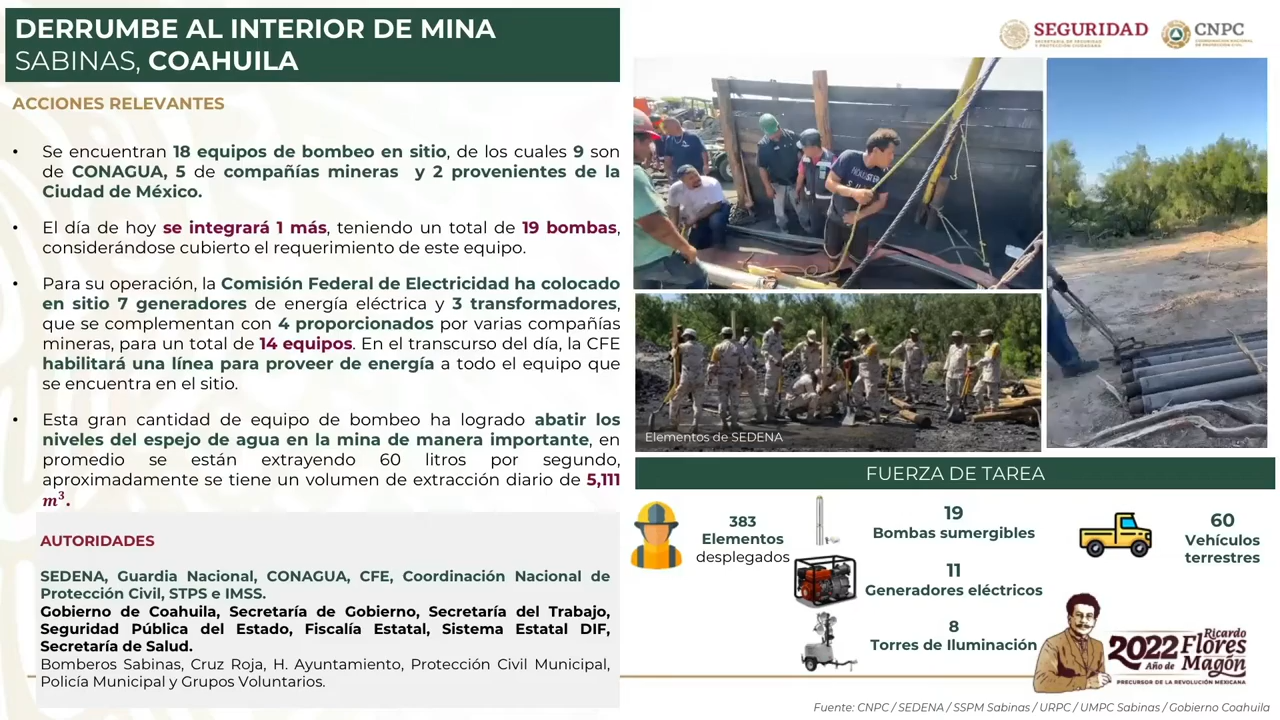 DERRUMBE AL INTERIOR DE MINA
SABINAS, COAHUILA
SEGURIDAD
SECRETARÍA DE SEGURIDAD
Y PROTECCIÓN CIUDADANA
CNPC
COORDINACIÓN NACIONAL
DE PROTECCIÓN CIVIL
ACCIONES RELEVANTES
• Se encuentran 18 equipos de bombeo en sitio, de los cuales 9 son
de CONAGUA, 5 de compañías mineras y 2 provenientes de la
Ciudad de México.
• El día de hoy se integrará 1 más, teniendo un total de 19 bombas,
considerándose cubierto el requerimiento de este equipo.
• Para su operación, la Comisión Federal de Electricidad ha colocado
en sitio 7 generadores de energía eléctrica y 3 transformadores,
que se complementan con 4 proporcionados por varias compañías
mineras, para un total de 14 equipos. En el transcurso del día, la CFE
habilitará una línea para proveer de energía a todo el equipo que
se encuentra en el sitio.
• Esta gran cantidad de equipo de bombeo ha logrado abatir los
niveles del espejo de agua en la mina de manera importante, en
promedio se están extrayendo 60 litros por segundo,
aproximadamente se tiene un volumen de extracción diario de 5,111
m³.
AUTORIDADES
SEDENA, Guardia Nacional, CONAGUA, CFE, Coordinación Nacional de
Protección Civil, STPS e IMSS.
Gobierno de Coahuila, Secretaría de Gobierno, Secretaría del Trabajo,
Seguridad Pública del Estado, Fiscalía Estatal, Sistema Estatal DIF,
Secretaría de Salud.
Bomberos Sabinas, Cruz Roja, H. Ayuntamiento, Protección Civil Municipal,
Policía Municipal y Grupos Voluntarios.
Elementos de SEDENA
FUERZA DE TAREA
383
Elementos
desplegados
19
Bombas sumergibles
11
Generadores eléctricos
8
Torres de Iluminación
60
Vehículos
terrestres
2022
Año de
Ricardo
Flores
Magón
PRECURSOR DE LA REVOLUCIÓN MEXICANA
Fuente: CNPC / SEDENA / SSPM Sabinas / URPC / UMPC Sabinas / Gobierno Coahuila